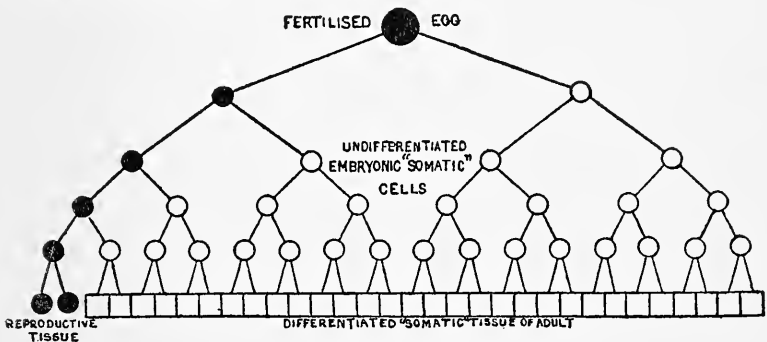 FERTILISED EGG
UNDIFFERENTIATED
EMBRYONIC "SOMATIC"
CELLS
REPRODUCTIVE
TISSUE
DIFFERENTIATED "SOMATIC" TISSUE OF ADULT